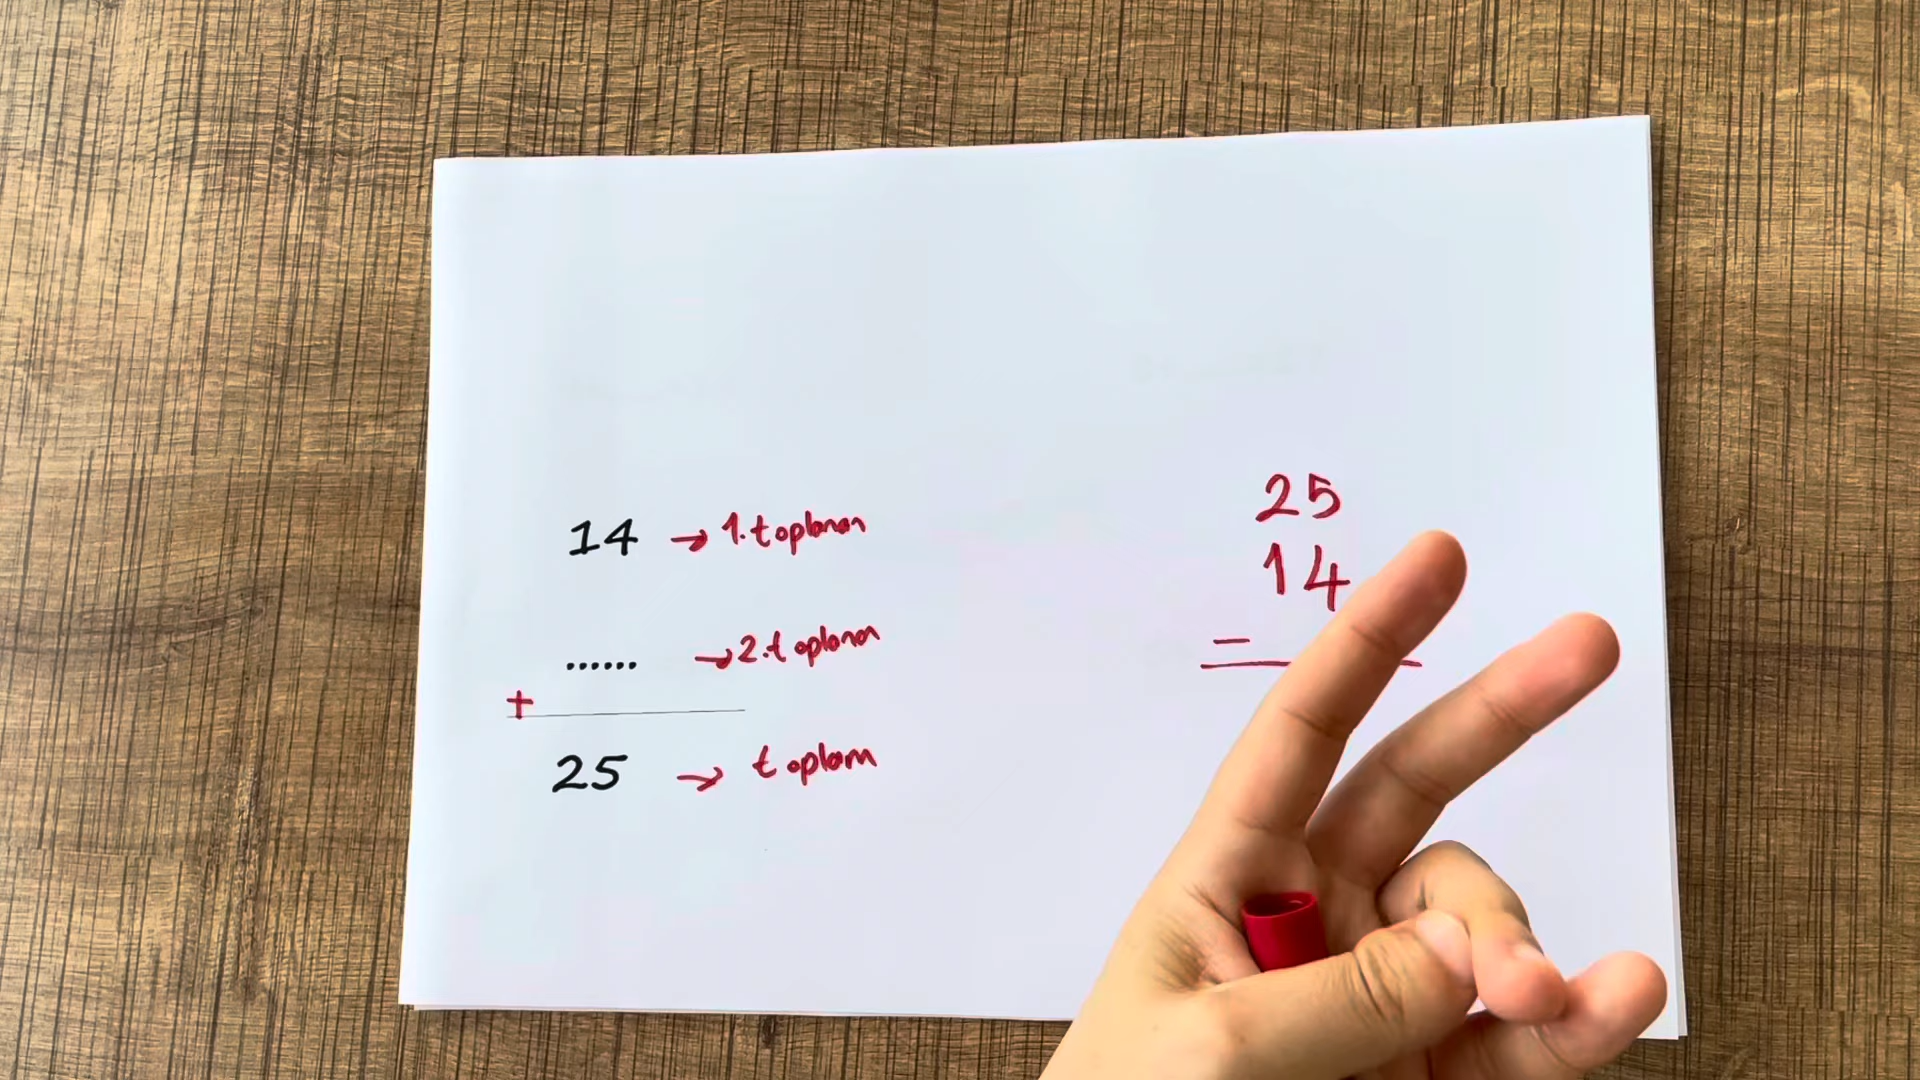 14 → 1. toplanan
...... → 2. toplanan
+
25 → toplam
25
14
-